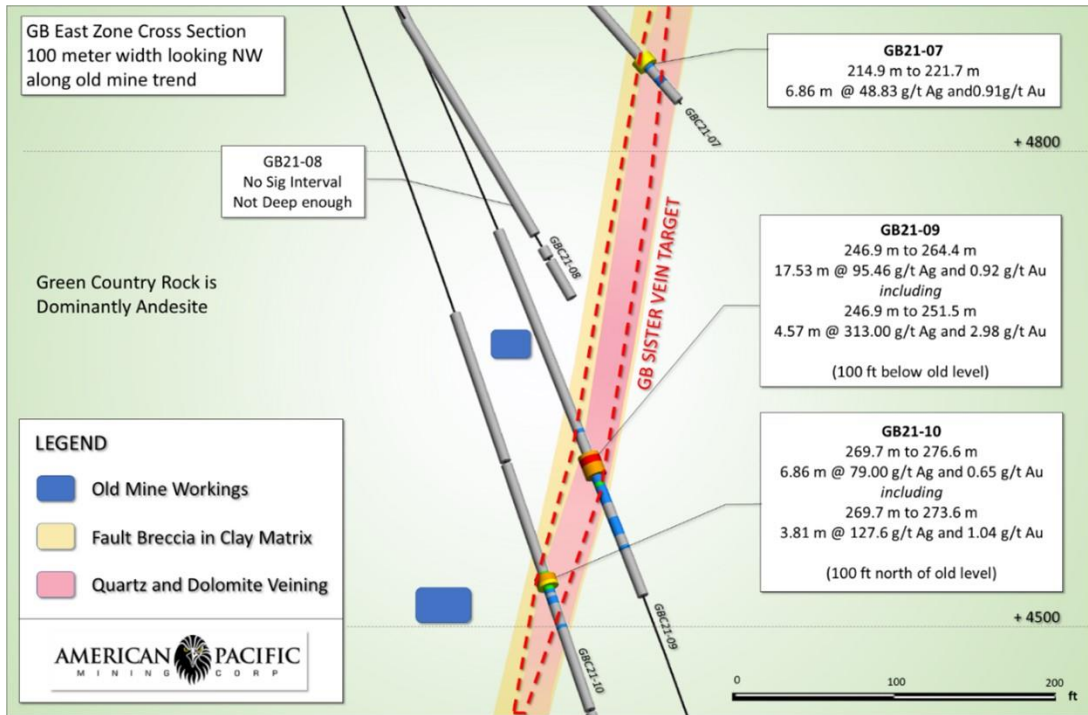 GB East Zone Cross Section
100 meter width looking NW
along old mine trend
GB21-07
214.9 m to 221.7 m
6.86 m @ 48.83 g/t Ag and0.91g/t Au
GBC21-07
+ 4800
GB21-08
No Sig Interval
Not Deep enough
GBC21-08
GB SISTER VEIN TARGET
Green Country Rock is
Dominantly Andesite
GB21-09
246.9 m to 264.4 m
17.53 m @ 95.46 g/t Ag and 0.92 g/t Au
including
246.9 m to 251.5 m
4.57 m @ 313.00 g/t Ag and 2.98 g/t Au
(100 ft below old level)
GB21-10
269.7 m to 276.6 m
6.86 m @ 79.00 g/t Ag and 0.65 g/t Au
including
269.7 m to 273.6 m
3.81 m @ 127.6 g/t Ag and 1.04 g/t Au
(100 ft north of old level)
LEGEND
Old Mine Workings
Fault Breccia in Clay Matrix
Quartz and Dolomite Veining
AMERICAN PACIFIC
MINING CORP
GBC21-10
GBC21-09
+ 4500
0 100 200
ft